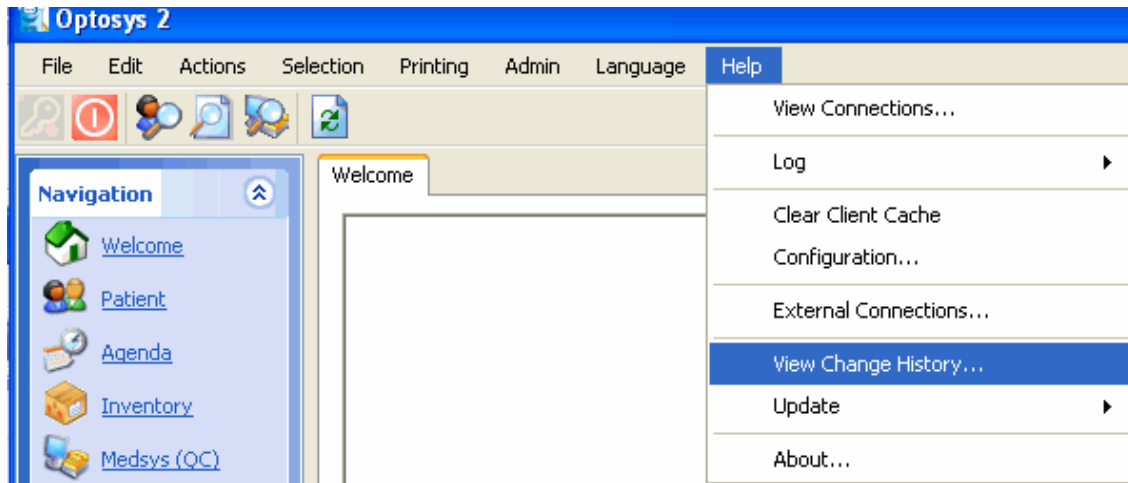 Optosys 2
File Edit Actions Selection Printing Admin Language Help
View Connections...
Log
Clear Client Cache
Configuration...
External Connections...
View Change History...
Update
About...
Welcome
Navigation
Welcome
Patient
Agenda
Inventory
Medsys (QC)